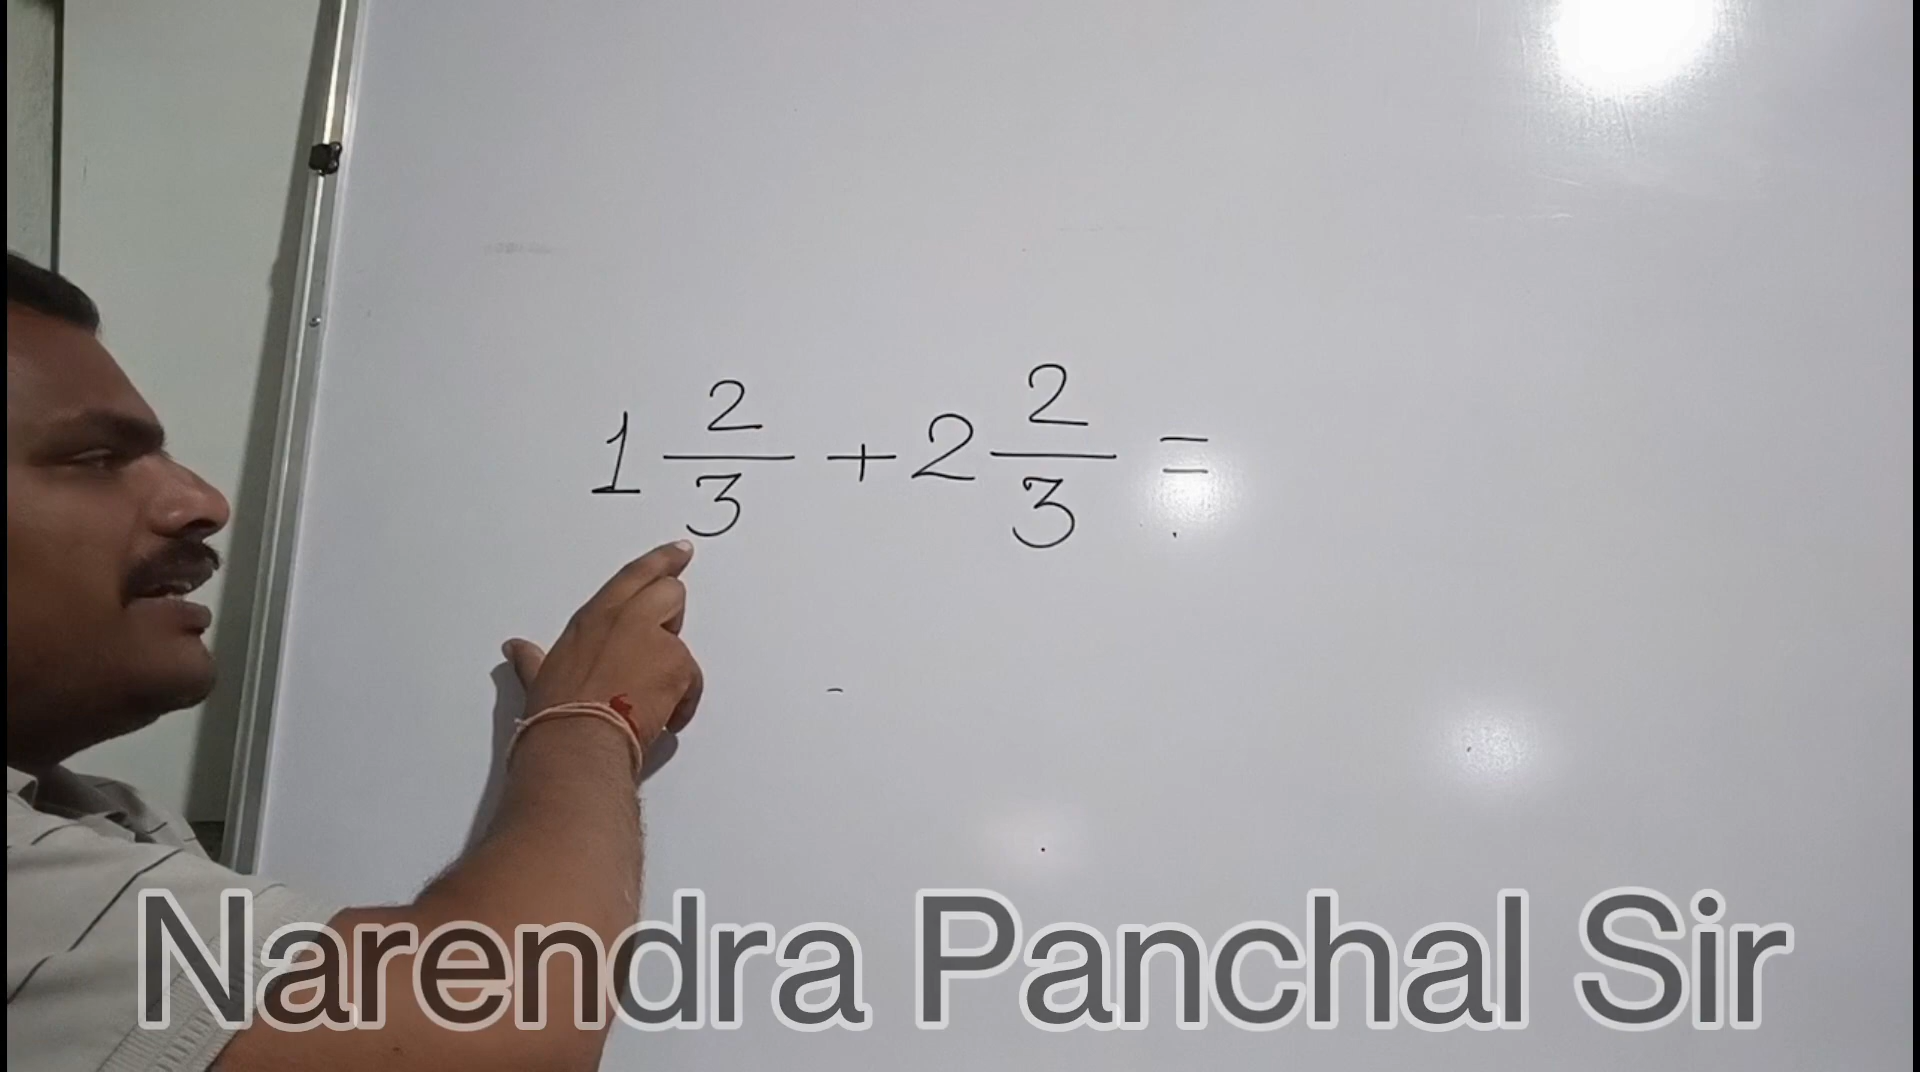 1 2/3 + 2 2/3 =
Narendra Panchal Sir